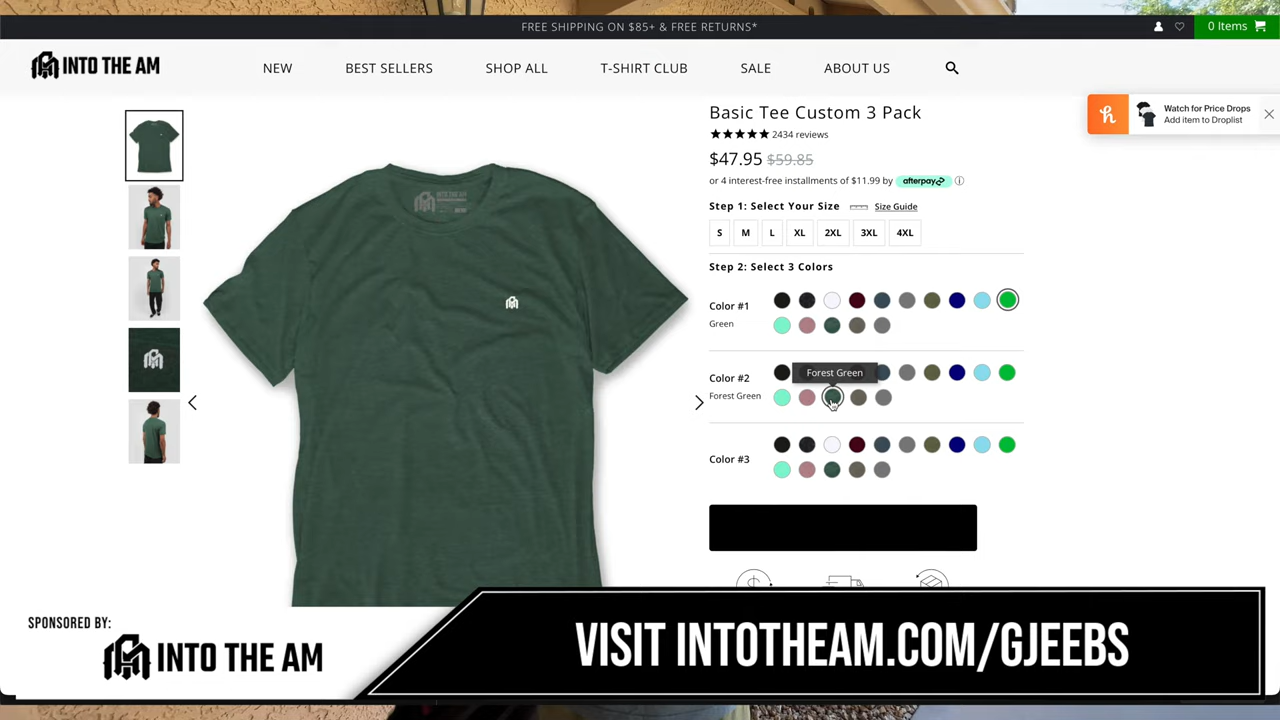 FREE SHIPPING ON $85+ & FREE RETURNS*
0 Items
INTO THE AM
NEW
BEST SELLERS
SHOP ALL
T-SHIRT CLUB
SALE
ABOUT US
Basic Tee Custom 3 Pack
2434 reviews
$47.95 $59.85
or 4 interest-free installments of $11.99 by afterpay
Watch for Price Drops
Add item to Droplist
Step 1: Select Your Size
Size Guide
S
M
L
XL
2XL
3XL
4XL
Step 2: Select 3 Colors
Color #1
Green
Color #2
Forest Green
Forest Green
Color #3
INTO THE AM
SPONSORED BY:
INTO THE AM
VISIT INTOTHEAM.COM/GJEEBS